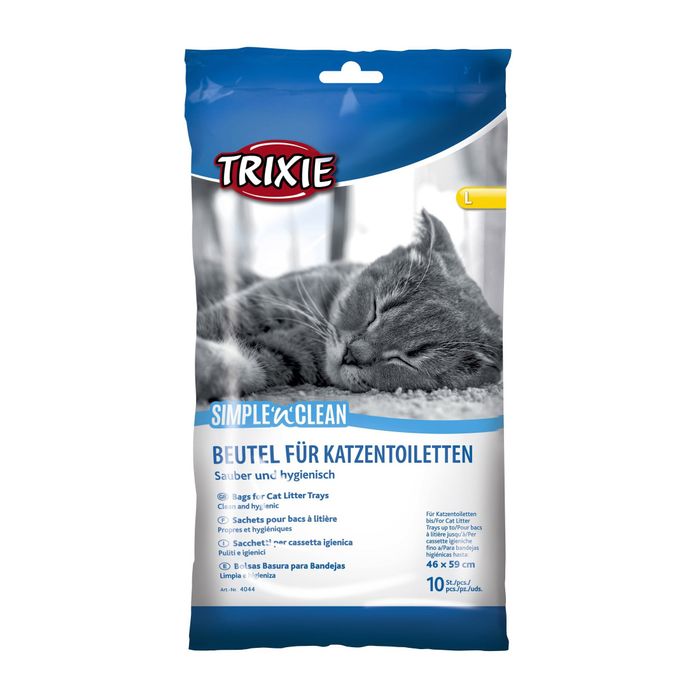 TRIXIE
L
SIMPLE'n'CLEAN
BEUTEL FÜR KATZENTOILETTEN
Sauber und hygienisch
GB Bags for Cat Litter Trays
Clean and hygienic
F Sachets pour bacs à litière
Propres et hygiéniques
I Sacchetti per cassetta igienica
Puliti e igienici
E Bolsas Basura para Bandejas
Limpia e higieniza
Art.-Nr. 4044
Für Katzentoiletten
bis/For Cat Litter
Trays up to/Pour bacs
à litière jusqu'à/Per
cassette igieniche
fino a/Para bandejas
higiénicas hasta:
46 x 59 cm
10 St./pcs./
pcs./pz./uds.